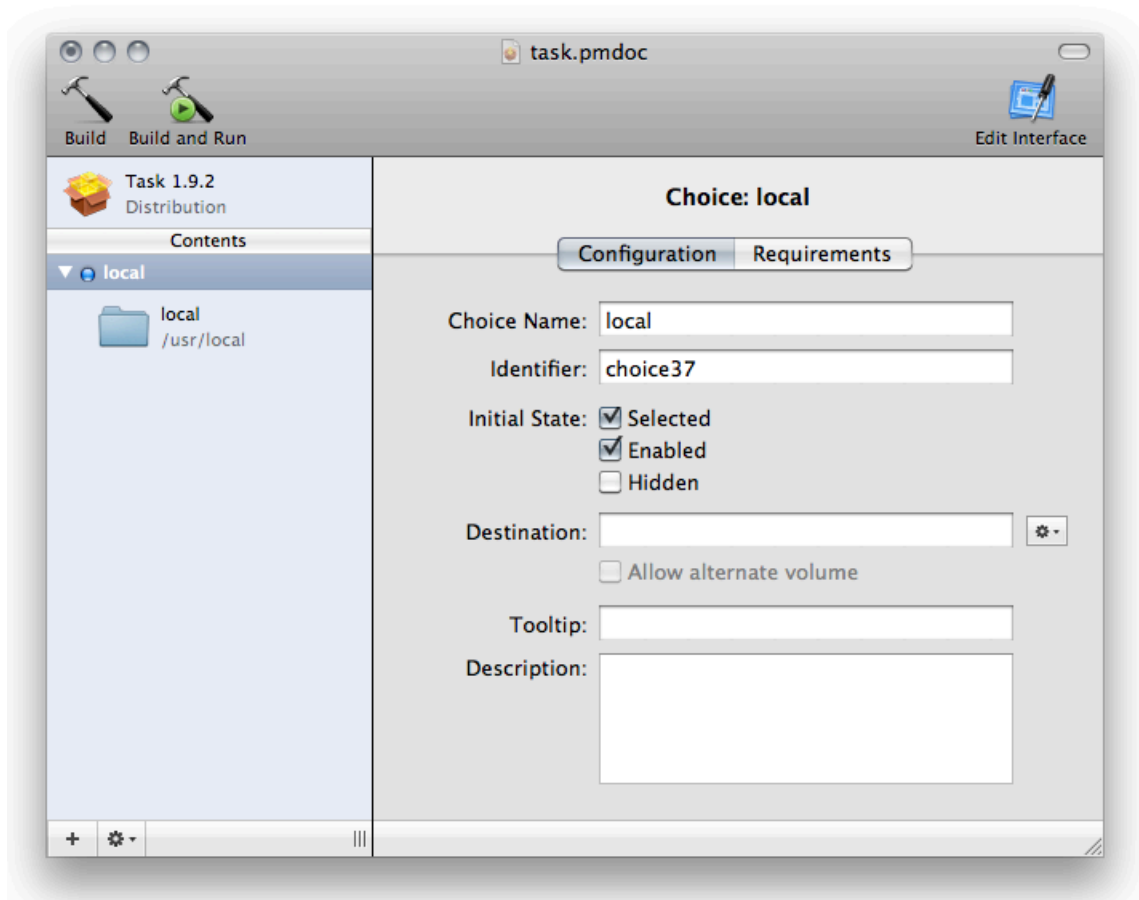 task.pmdoc
Build
Build and Run
Edit Interface
Task 1.9.2
Distribution
Contents
local
local
/usr/local
Choice: local
Configuration
Requirements
Choice Name: local
Identifier: choice37
Initial State: Selected
Enabled
Hidden
Destination:
Allow alternate volume
Tooltip:
Description: